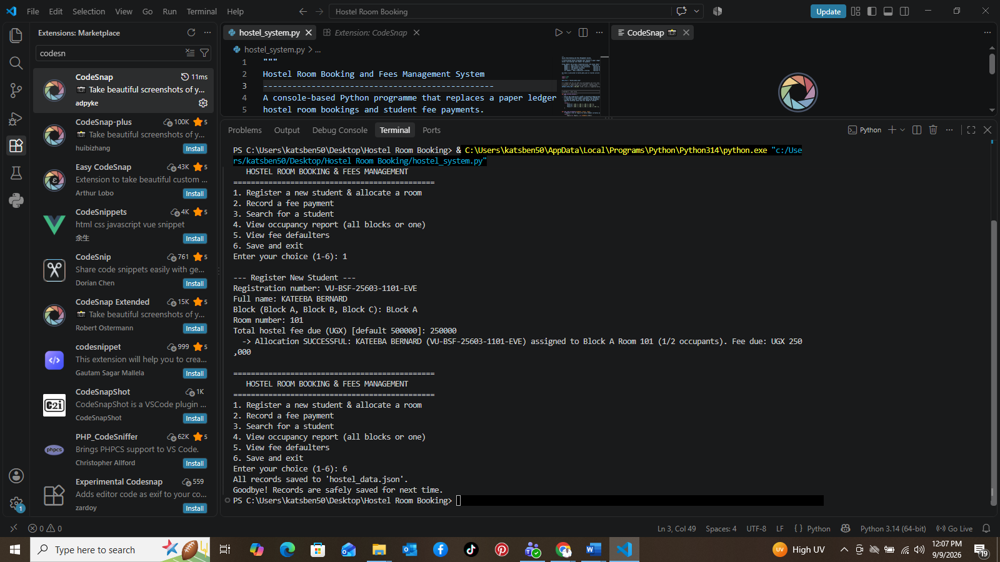 File Edit Selection View Go Run Terminal Help
Hostel Room Booking
Update
Extensions: Marketplace
codesn
CodeSnap 11ms
Take beautiful screenshots of y...
adpyke
CodeSnap-plus 100K 5
Take beautiful screenshots of y...
huibizhang Install
Easy CodeSnap 43K 5
Extension to take beautiful custom ...
Arthur Lobo Install
CodeSnippets 4K 5
html css javascript vue snippet
余生 Install
CodeSnip 761 5
Share code snippets easily with ge...
Dorian Chen Install
CodeSnap Extended 15K 5
Take beautiful screenshots of y...
Robert Ostermann Install
codesnippet 999 5
This extension will help you to crea...
Gautam Sagar Mallela Install
C2i
CodeSnapShot 1K
CodeSnapShot is a VSCode plugin ...
CodeSnapShot Install
phpcs
PHP_CodeSniffer 62K 5
Brings PHPCS support to VS Code.
Christopher Allford Install
Experimental Codesnap 559
Adds editor code as exif to your co...
zardoy Install
1
hostel_system.py Extension: CodeSnap
hostel_system.py > ...
1 """
2 Hostel Room Booking and Fees Management System
3 -----------------------------------------------
4 A console-based Python programme that replaces a paper ledger
5 hostel room bookings and student fee payments.
CodeSnap
Problems Output Debug Console Terminal Ports
Python
PS C:\Users\katsben50\Desktop\Hostel Room Booking> & C:\Users\katsben50\AppData\Local\Programs\Python\Python314\python.exe "c:/Use
rs/katsben50/Desktop/Hostel Room Booking/hostel_system.py"
HOSTEL ROOM BOOKING & FEES MANAGEMENT
==============================================
1. Register a new student & allocate a room
2. Record a fee payment
3. Search for a student
4. View occupancy report (all blocks or one)
5. View fee defaulters
6. Save and exit
Enter your choice (1-6): 1
--- Register New Student ---
Registration number: VU-BSF-25603-1101-EVE
Full name: KATEEBA BERNARD
Block (Block A, Block B, Block C): BLock A
Room number: 101
Total hostel fee due (UGX) [default 500000]: 250000
-> Allocation SUCCESSFUL: KATEEBA BERNARD (VU-BSF-25603-1101-EVE) assigned to Block A Room 101 (1/2 occupants). Fee due: UGX 250
,000
==============================================
HOSTEL ROOM BOOKING & FEES MANAGEMENT
==============================================
1. Register a new student & allocate a room
2. Record a fee payment
3. Search for a student
4. View occupancy report (all blocks or one)
5. View fee defaulters
6. Save and exit
Enter your choice (1-6): 6
All records saved to 'hostel_data.json'.
Goodbye! Records are safely saved for next time.
PS C:\Users\katsben50\Desktop\Hostel Room Booking>
0 0
Ln 3, Col 49 Spaces: 4 UTF-8 LF { } Python Python 3.14 (64-bit) Go Live
Type here to search
UV High UV
12:07 PM
9/9/2026
19